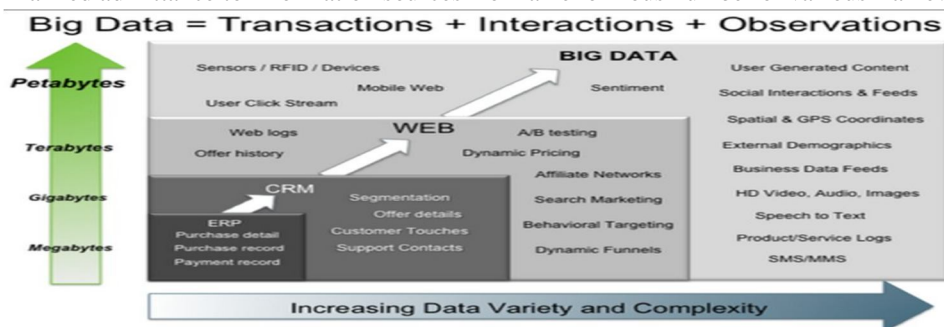 Big Data = Transactions + Interactions + Observations
Petabytes
Terabytes
Gigabytes
Megabytes
BIG DATA
Sensors / RFID / Devices
Mobile Web
Sentiment
User Click Stream
User Generated Content
Social Interactions & Feeds
Spatial & GPS Coordinates
External Demographics
Business Data Feeds
HD Video, Audio, Images
Speech to Text
Product/Service Logs
SMS/MMS
WEB
Web logs
A/B testing
Offer history
Dynamic Pricing
Affiliate Networks
Search Marketing
Behavioral Targeting
Dynamic Funnels
CRM
Segmentation
Offer details
Customer Touches
Support Contacts
ERP
Purchase detail
Purchase record
Payment record
Increasing Data Variety and Complexity